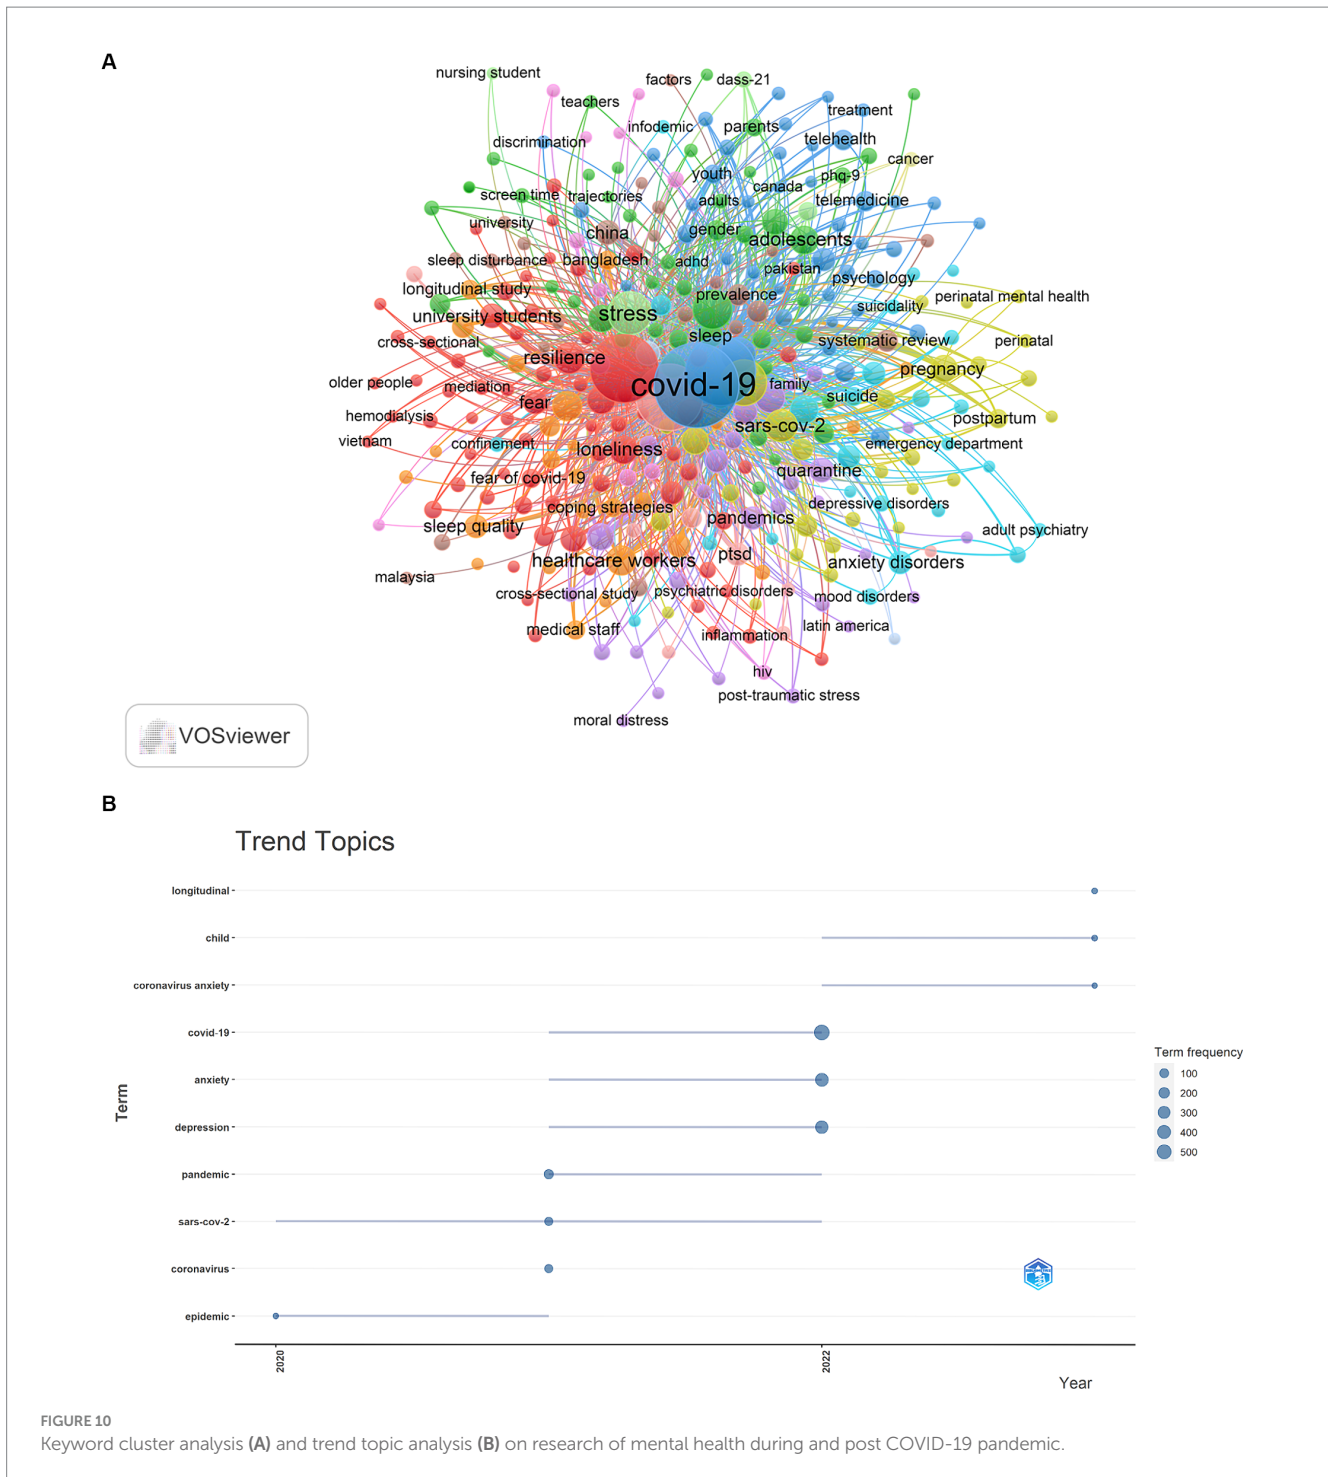 A
nursing student
factors
dass-21
teachers
treatment
infodemic
parents
discrimination
telehealth
cancer
youth
phq-9
canada
screen time
trajectories
adults
telemedicine
university
china
gender
adolescents
sleep disturbance
bangladesh
adhd
pakistan
psychology
longitudinal study
prevalence
perinatal mental health
suicidality
university students
stress
sleep
cross-sectional
systematic review
perinatal
resilience
pregnancy
older people
mediation
covid-19
family
fear
suicide
hemodialysis
sars-cov-2
postpartum
vietnam
confinement
loneliness
emergency department
fear of covid-19
quarantine
coping strategies
depressive disorders
sleep quality
pandemics
adult psychiatry
healthcare workers
ptsd
anxiety disorders
malaysia
cross-sectional study
psychiatric disorders
mood disorders
medical staff
inflammation
latin america
hiv
post-traumatic stress
moral distress
VOSviewer
B
Trend Topics
longitudinal
child
coronavirus anxiety
covid-19
anxiety
depression
pandemic
sars-cov-2
coronavirus
epidemic
Term
Term frequency
100
200
300
400
500
2020
2022
Year
FIGURE 10
Keyword cluster analysis (A) and trend topic analysis (B) on research of mental health during and post COVID-19 pandemic.